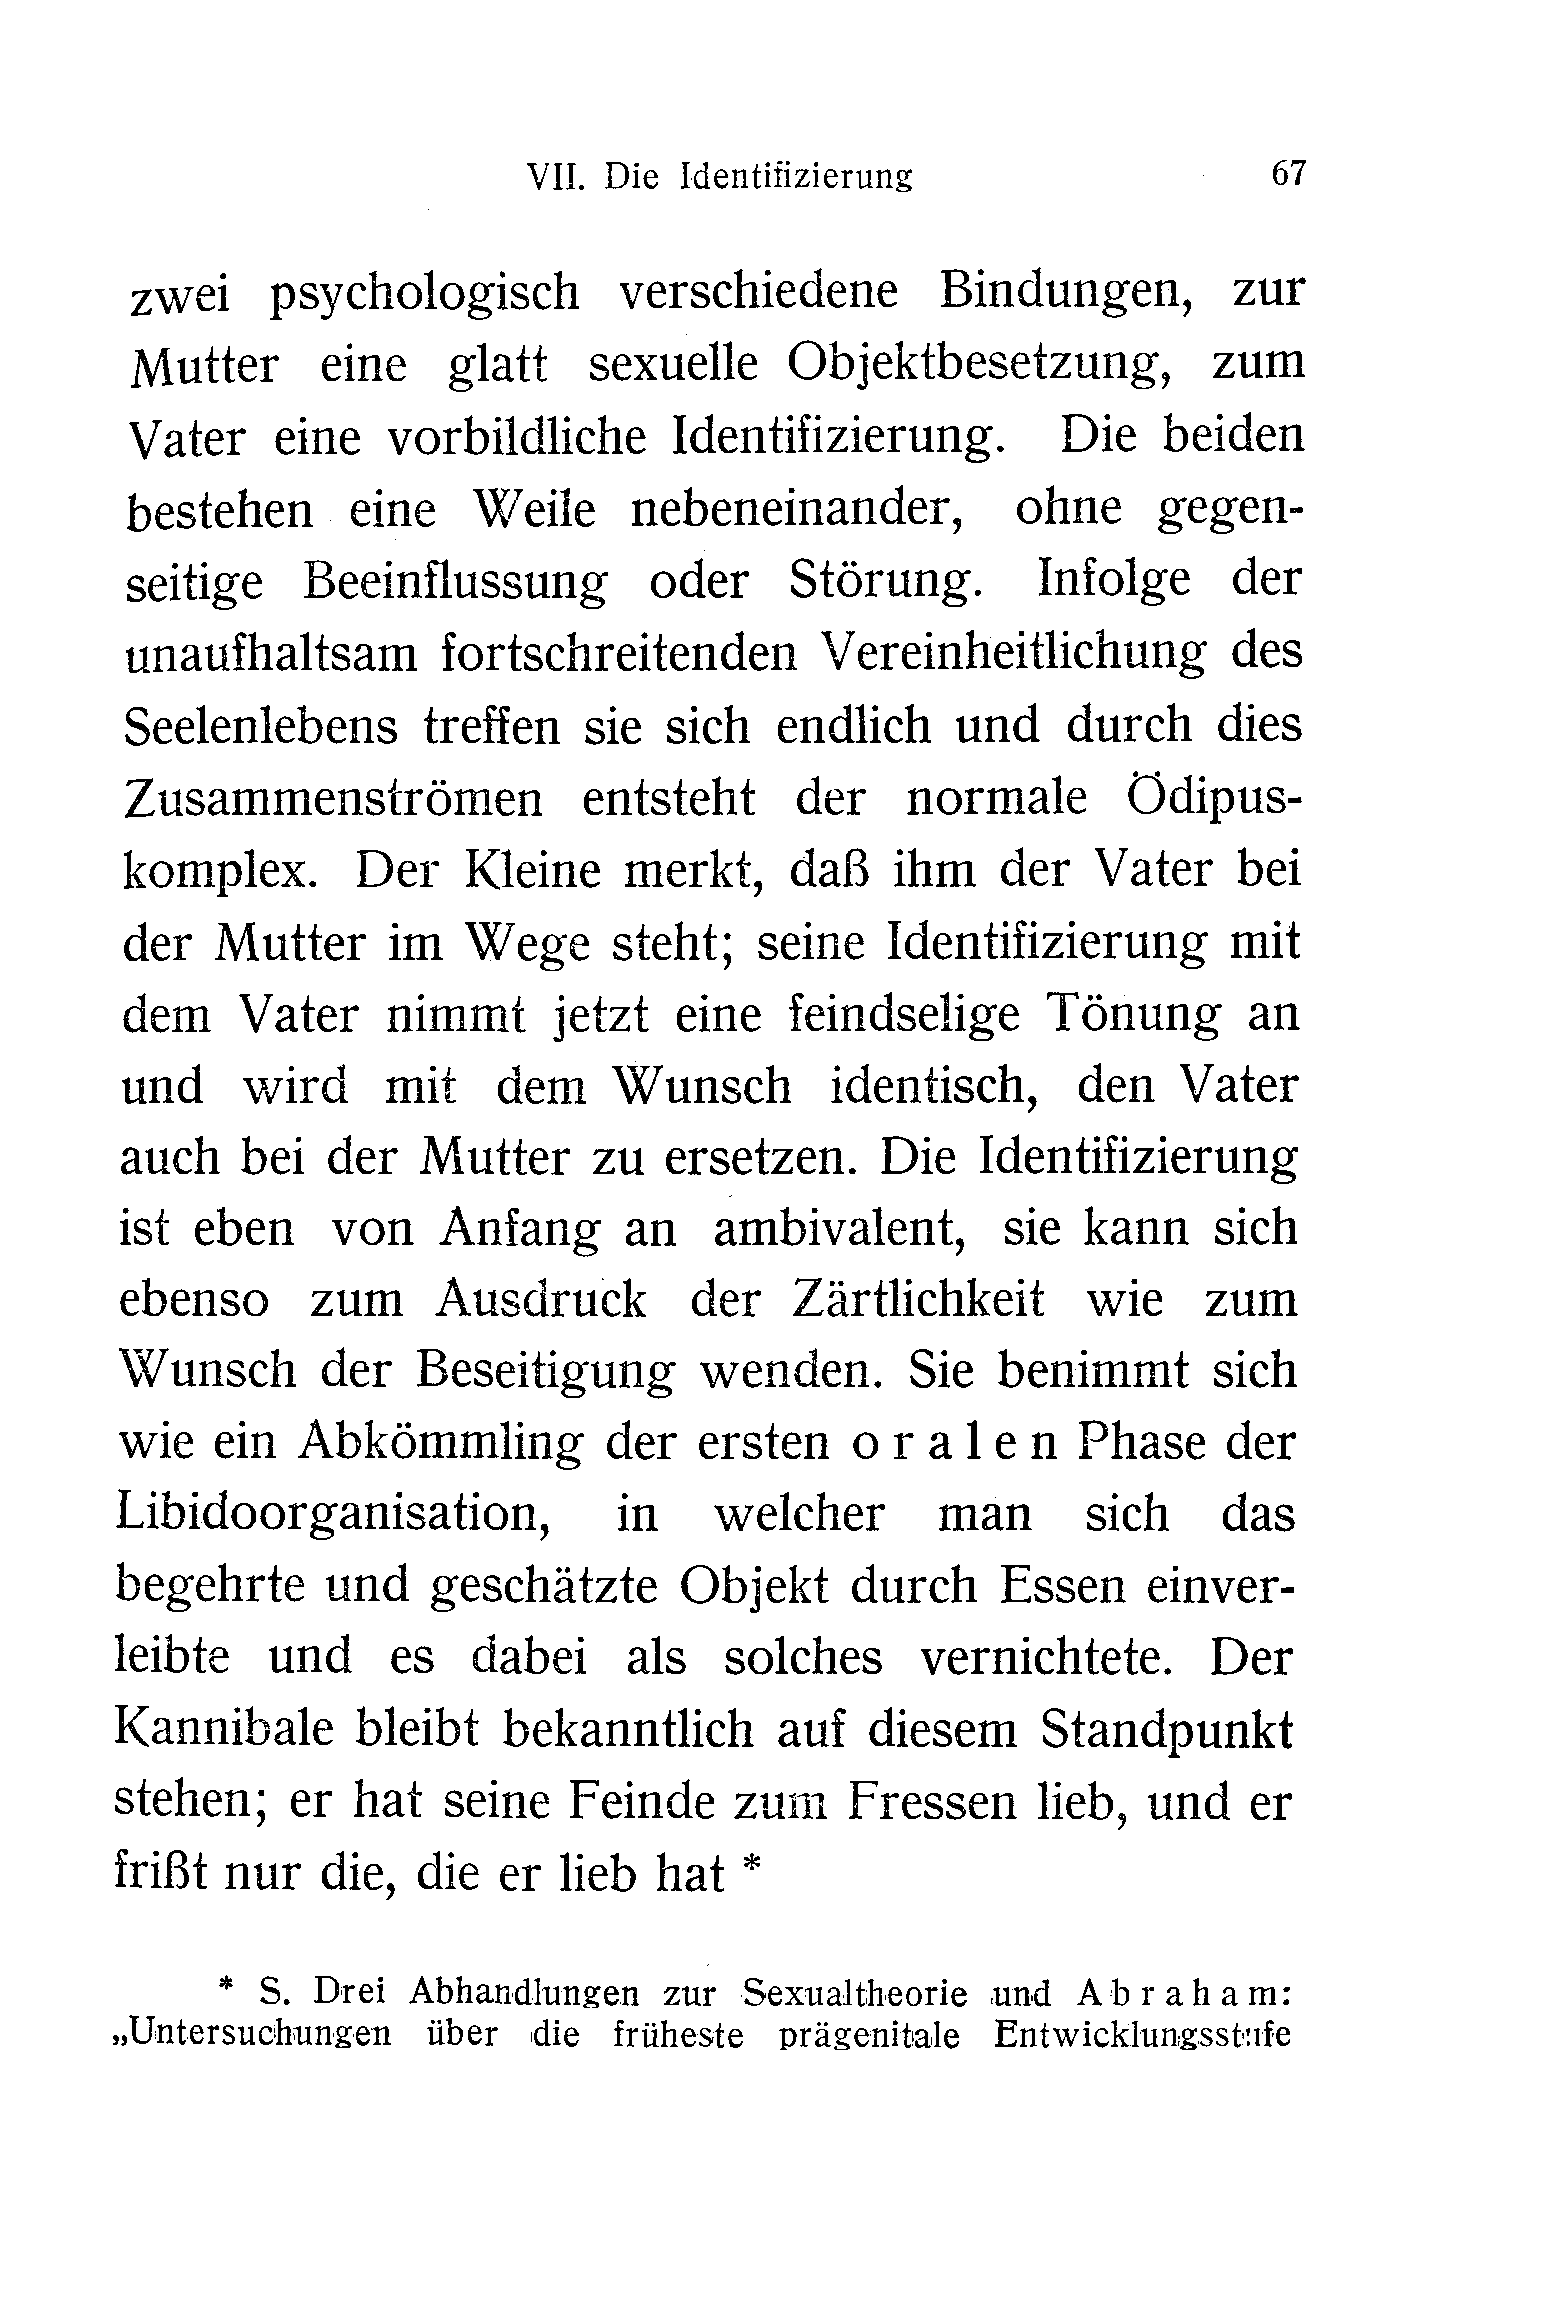 VII. Die Identifizierung 67
zwei psychologisch verschiedene Bindungen, zur
Mutter eine glatt sexuelle Objektbesetzung, zum
Vater eine vorbildliche Identifizierung. Die beiden
bestehen eine Weile nebeneinander, ohne gegen-
seitige Beeinflussung oder Störung. Infolge der
unaufhaltsam fortschreitenden Vereinheitlichung des
Seelenlebens treffen sie sich endlich und durch dies
Zusammenströmen entsteht der normale Ödipus-
komplex. Der Kleine merkt, daß ihm der Vater bei
der Mutter im Wege steht; seine Identifizierung mit
dem Vater nimmt jetzt eine feindselige Tönung an
und wird mit dem Wunsch identisch, den Vater
auch bei der Mutter zu ersetzen. Die Identifizierung
ist eben von Anfang an ambivalent, sie kann sich
ebenso zum Ausdruck der Zärtlichkeit wie zum
Wunsch der Beseitigung wenden. Sie benimmt sich
wie ein Abkömmling der ersten oralen Phase der
Libidoorganisation, in welcher man sich das
begehrte und geschätzte Objekt durch Essen einver-
leibte und es dabei als solches vernichtete. Der
Kannibale bleibt bekanntlich auf diesem Standpunkt
stehen; er hat seine Feinde zum Fressen lieb, und er
frißt nur die, die er lieb hat *
* S. Drei Abhandlungen zur Sexualtheorie und Abraham:
„Untersuchungen über die früheste prägenitale Entwicklungsstufe